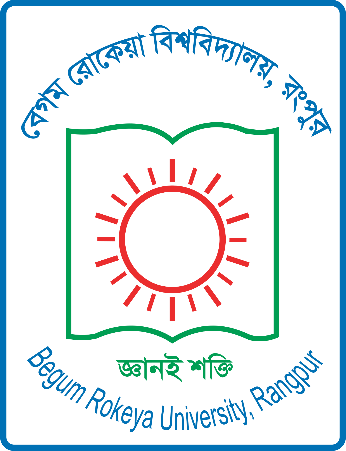 বেগম রোকেয়া বিশ্ববিদ্যালয়, রংপুর
জ্ঞানই শক্তি
Begum Rokeya University, Rangpur